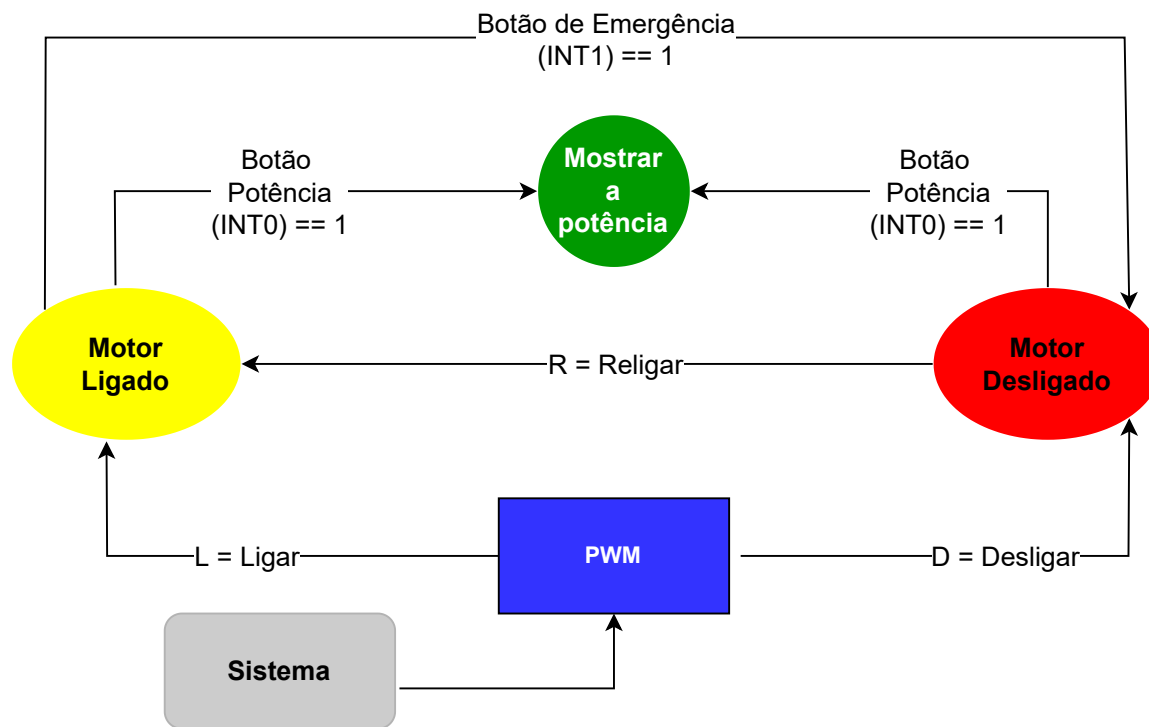 Botão de Emergência
(INT1) == 1
Botão
Potência
(INT0) == 1
Mostrar
a
potência
Botão
Potência
(INT0) == 1
Motor
Ligado
R = Religar
Motor
Desligado
L = Ligar
PWM
D = Desligar
Sistema